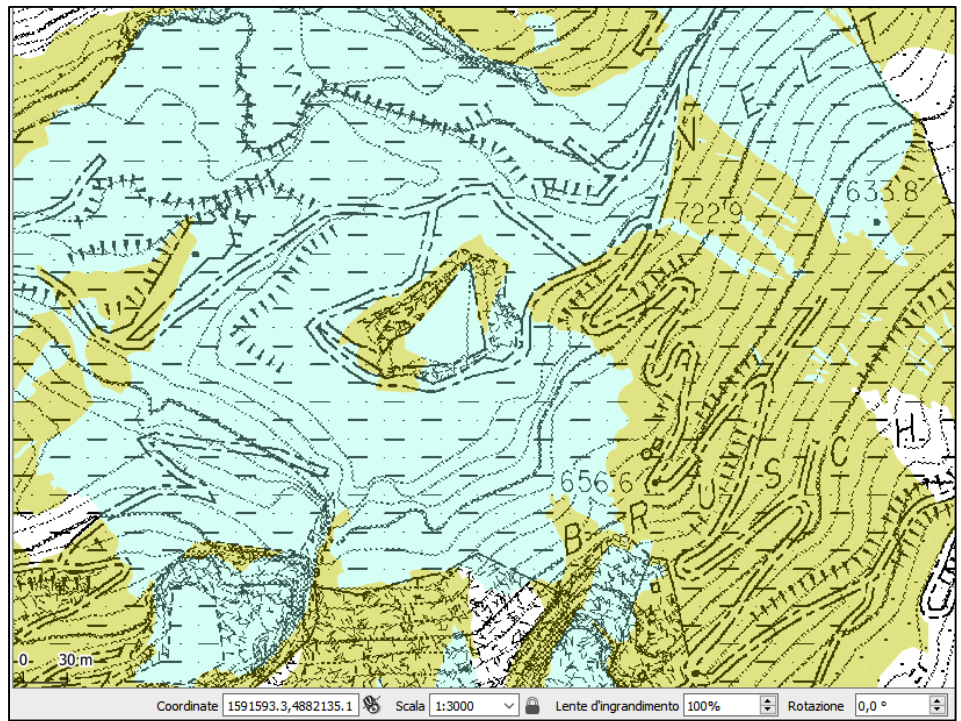 N E L T
722.9
633.8
656.6
B R U S I C H
0 30 m
Coordinate 1591593.3,4882135.1 Scala 1:3000 Lente d'ingrandimento 100% Rotazione 0,0 °